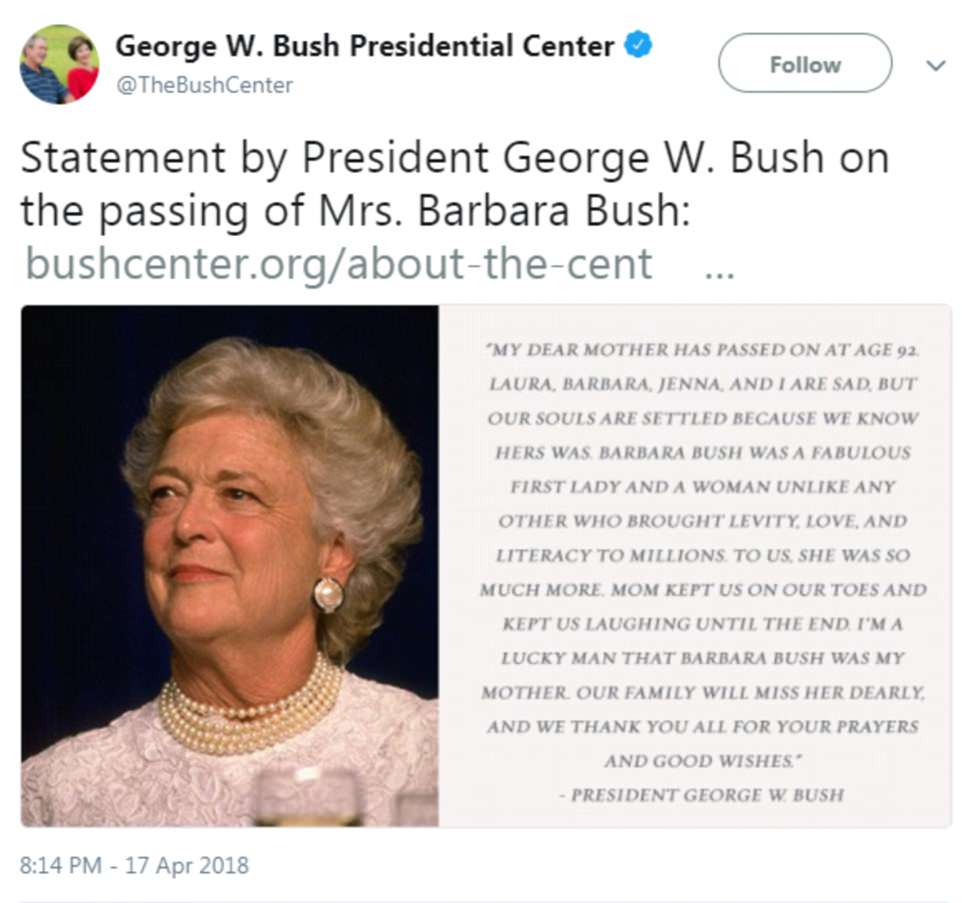 George W. Bush Presidential Center
@TheBushCenter
Follow
Statement by President George W. Bush on
the passing of Mrs. Barbara Bush:
bushcenter.org/about-the-cent ...
"MY DEAR MOTHER HAS PASSED ON AT AGE 92.
LAURA, BARBARA, JENNA, AND I ARE SAD, BUT
OUR SOULS ARE SETTLED BECAUSE WE KNOW
HERS WAS. BARBARA BUSH WAS A FABULOUS
FIRST LADY AND A WOMAN UNLIKE ANY
OTHER WHO BROUGHT LEVITY, LOVE, AND
LITERACY TO MILLIONS. TO US, SHE WAS SO
MUCH MORE. MOM KEPT US ON OUR TOES AND
KEPT US LAUGHING UNTIL THE END. I'M A
LUCKY MAN THAT BARBARA BUSH WAS MY
MOTHER. OUR FAMILY WILL MISS HER DEARLY,
AND WE THANK YOU ALL FOR YOUR PRAYERS
AND GOOD WISHES."
- PRESIDENT GEORGE W. BUSH
8:14 PM - 17 Apr 2018